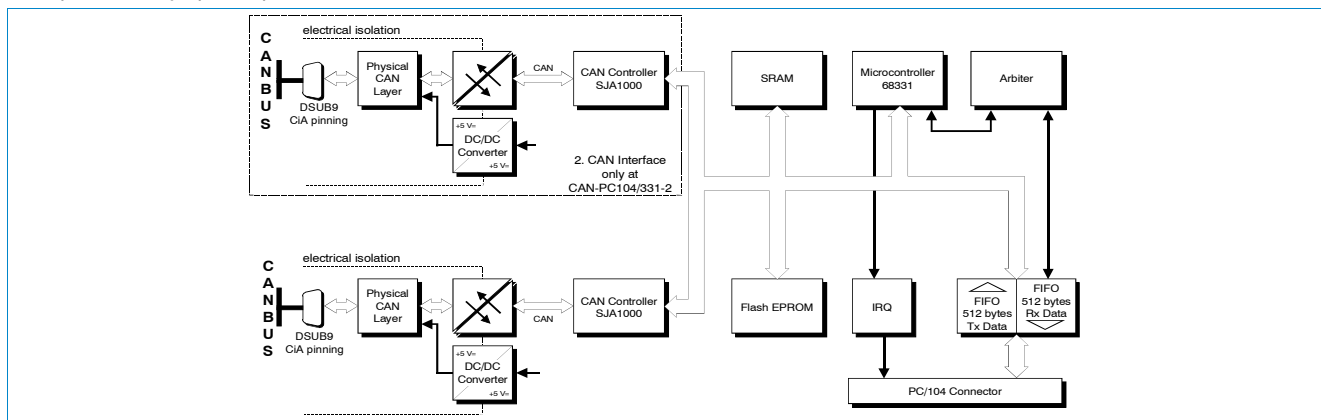 electrical isolation
C
A
N
B
U
S
DSUB9
CiA pinning
Physical
CAN
Layer
CAN
CAN Controller
SJA1000
+5 V=
DC/DC
Converter
+5 V=
2. CAN Interface
only at
CAN-PC104/331-2
SRAM
Microcontroller
68331
Arbiter
electrical isolation
C
A
N
B
U
S
DSUB9
CiA pinning
Physical
CAN
Layer
CAN
CAN Controller
SJA1000
+5 V=
DC/DC
Converter
+5 V=
Flash EPROM
IRQ
FIFO
512 bytes
Tx Data
FIFO
512 bytes
Rx Data
PC/104 Connector